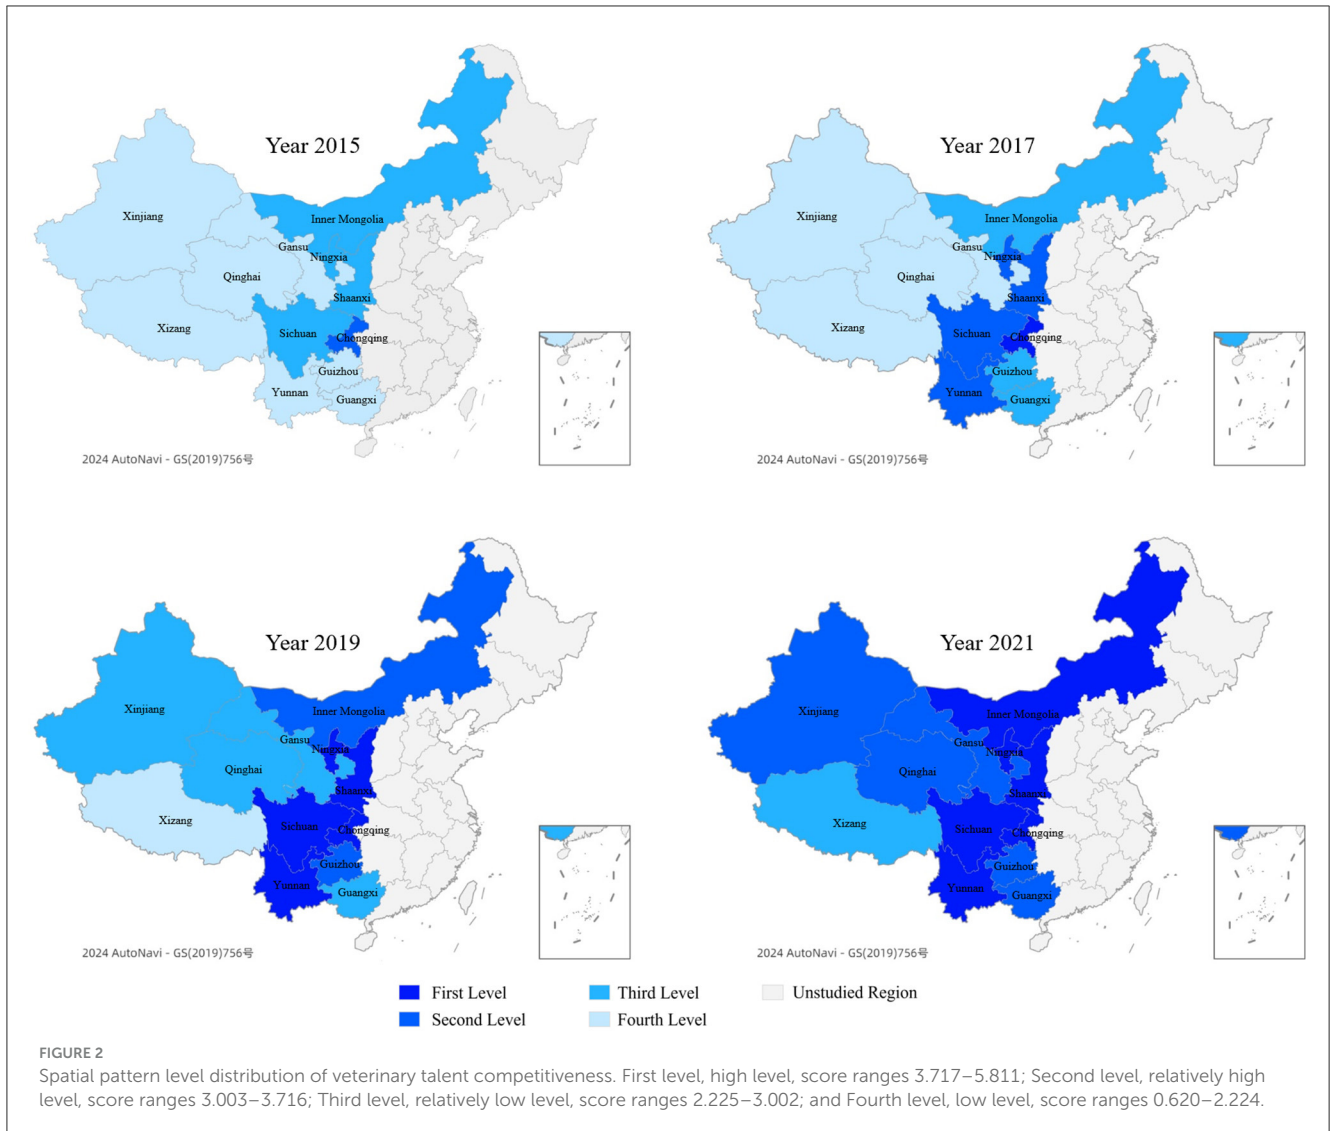 Year 2015
Xinjiang
Inner Mongolia
Gansu
Ningxia
Qinghai
Shaanxi
Xizang
Sichuan
Chongqing
Guizhou
Yunnan
Guangxi
2024 AutoNavi - GS(2019)756号
Year 2017
Xinjiang
Inner Mongolia
Gansu
Ningxia
Qinghai
Shaanxi
Xizang
Sichuan
Chongqing
Guizhou
Yunnan
Guangxi
2024 AutoNavi - GS(2019)756号
Year 2019
Xinjiang
Inner Mongolia
Gansu
Ningxia
Qinghai
Shaanxi
Xizang
Sichuan
Chongqing
Guizhou
Yunnan
Guangxi
2024 AutoNavi - GS(2019)756号
Year 2021
Xinjiang
Inner Mongolia
Gansu
Ningxia
Qinghai
Shaanxi
Xizang
Sichuan
Chongqing
Guizhou
Yunnan
Guangxi
2024 AutoNavi - GS(2019)756号
First Level
Third Level
Unstudied Region
Second Level
Fourth Level
FIGURE 2
Spatial pattern level distribution of veterinary talent competitiveness. First level, high level, score ranges 3.717–5.811; Second level, relatively high
level, score ranges 3.003–3.716; Third level, relatively low level, score ranges 2.225–3.002; and Fourth level, low level, score ranges 0.620–2.224.